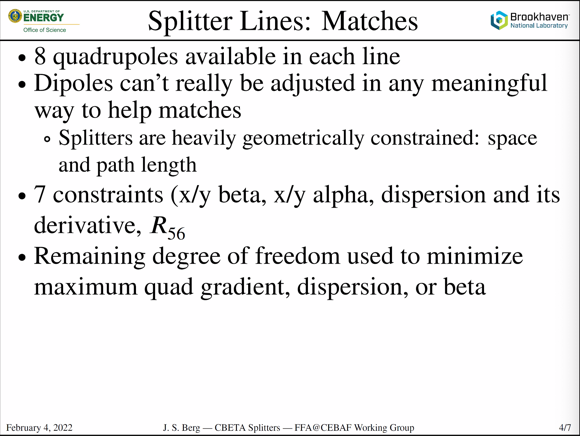 U.S. DEPARTMENT OF
ENERGY
Office of Science
Splitter Lines: Matches
Brookhaven
National Laboratory
• 8 quadrupoles available in each line
• Dipoles can’t really be adjusted in any meaningful
way to help matches
∘ Splitters are heavily geometrically constrained: space
and path length
• 7 constraints (x/y beta, x/y alpha, dispersion and its
derivative, R56
• Remaining degree of freedom used to minimize
maximum quad gradient, dispersion, or beta
February 4, 2022 J. S. Berg — CBETA Splitters — FFA@CEBAF Working Group 4/7